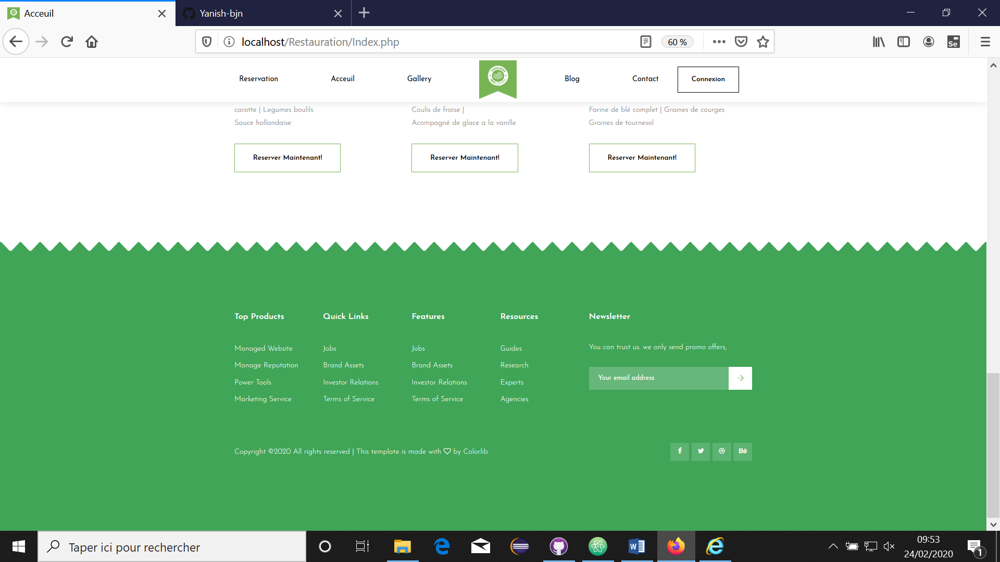 Acceuil
Yanish-bjn
localhost/Restauration/Index.php
60 %
Se
Reservation
Acceuil
Gallery
Blog
Contact
Connexion
carotte | Legumes boulils
Sauce hollandaise
Coulis de fraise |
Acompagné de glace a la vanille
Farine de blé complet | Graines de courges
Graines de tournesol
Reserver Maintenant!
Reserver Maintenant!
Reserver Maintenant!
Top Products
Managed Website
Manage Reputation
Power Tools
Marketing Service
Quick Links
Jobs
Brand Assets
Investor Relations
Terms of Service
Features
Jobs
Brand Assets
Investor Relations
Terms of Service
Resources
Guides
Research
Experts
Agencies
Newsletter
You can trust us. we only send promo offers,
Your email address
Copyright ©2020 All rights reserved | This template is made with ♡ by Colorlib
Taper ici pour rechercher
09:53
24/02/2020
1